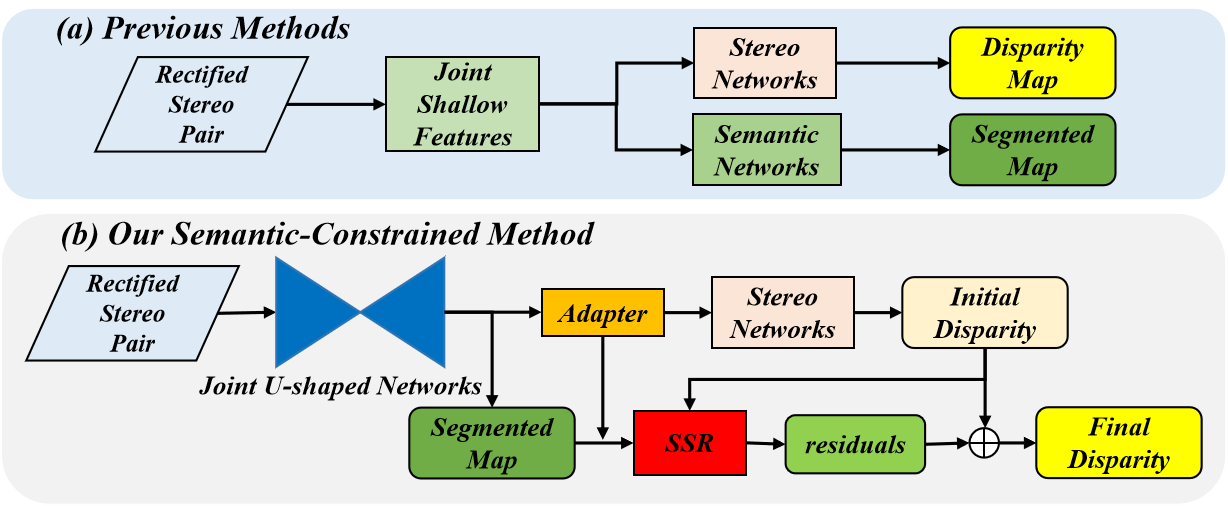 (a) Previous Methods
Rectified
Stereo
Pair
Joint
Shallow
Features
Stereo
Networks
Disparity
Map
Semantic
Networks
Segmented
Map
(b) Our Semantic-Constrained Method
Rectified
Stereo
Pair
Joint U-shaped Networks
Adapter
Stereo
Networks
Initial
Disparity
Segmented
Map
SSR
residuals
Final
Disparity